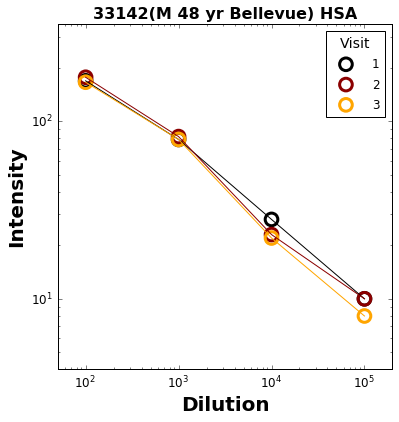 33142(M 48 yr Bellevue) HSA
Visit
1
2
3
Intensity
10²
10¹
10² 10³ 10⁴ 10⁵
Dilution